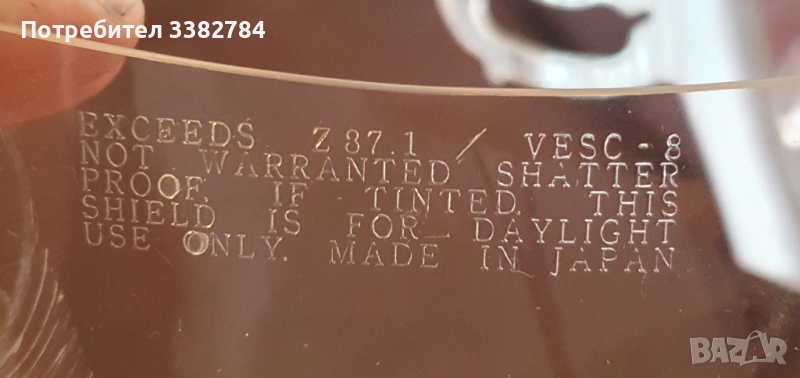 Потребител 3382784
EXCEEDS Z87.1 / VESC-8
NOT WARRANTED SHATTER
PROOF. IF TINTED, THIS
SHIELD IS FOR DAYLIGHT
USE ONLY. MADE IN JAPAN
BAZAR